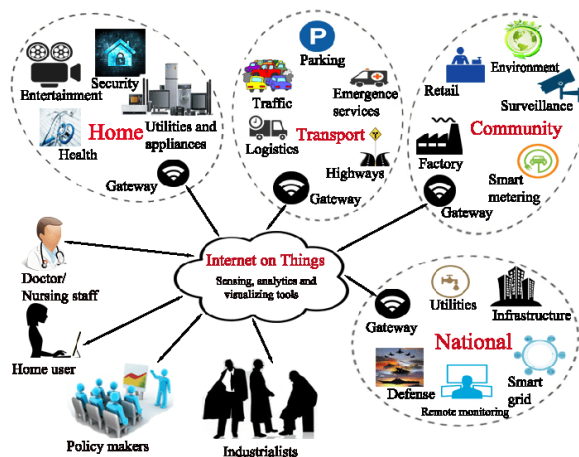 Entertainment
Security
Home
Utilities and
appliances
Health
Gateway
P
Parking
Traffic
Emergence
services
Logistics
Transport
Highways
Gateway
Retail
Environment
Surveillance
Community
Factory
Smart
metering
Gateway
Internet on Things
Sensing, analytics and
visualizing tools
Doctor/
Nursing staff
Home user
Policy makers
Industrialists
Gateway
Utilities
Infrastructure
National
Defense
Remote monitoring
Smart
grid